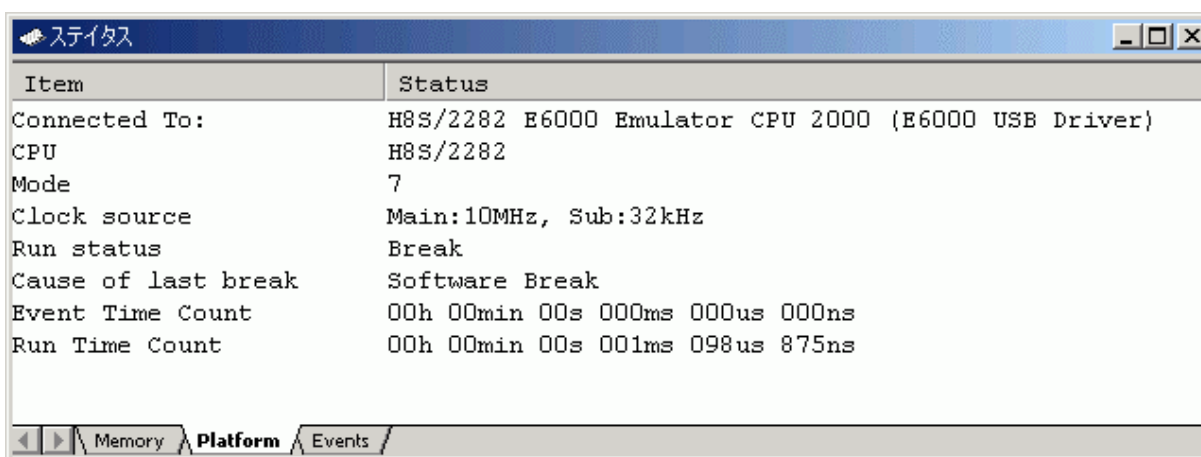 ステイタス
Item Status
Connected To: H8S/2282 E6000 Emulator CPU 2000 (E6000 USB Driver)
CPU H8S/2282
Mode 7
Clock source Main:10MHz, Sub:32kHz
Run status Break
Cause of last break Software Break
Event Time Count 00h 00min 00s 000ms 000us 000ns
Run Time Count 00h 00min 00s 001ms 098us 875ns
Memory Platform Events